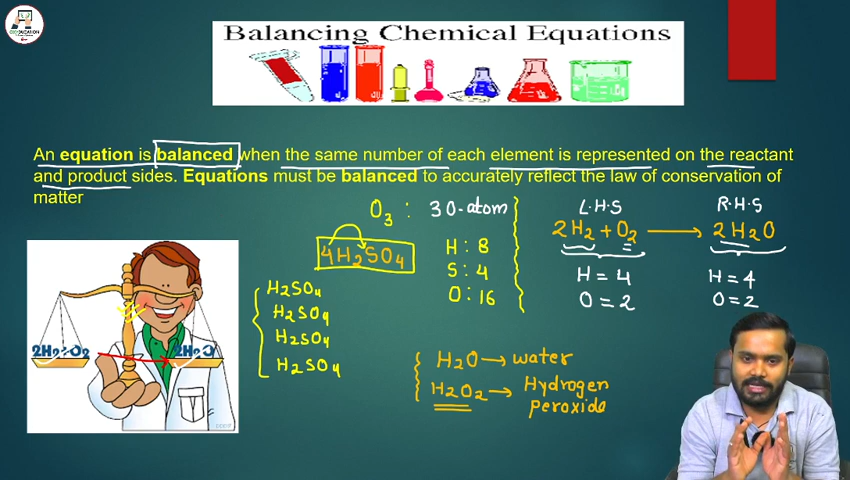 Balancing Chemical Equations
An equation is balanced when the same number of each element is represented on the reactant
and product sides. Equations must be balanced to accurately reflect the law of conservation of
matter
O₃ : 3 O-atom
4H₂SO₄
H : 8
S : 4
O : 16
H₂SO₄
H₂SO₄
H₂SO₄
H₂SO₄
L.H.S
R.H.S
2H₂ + O₂ → 2H₂O
H = 4
O = 2
H = 4
O = 2
2H₂+O₂
2H₂O
H₂O → water
H₂O₂ → Hydrogen
peroxide